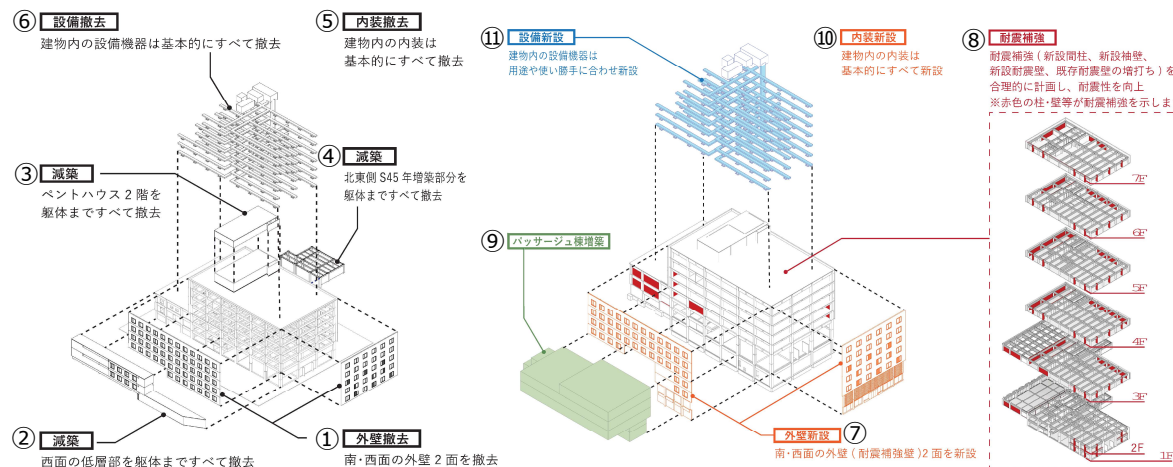 ⑥ 設備撤去
建物内の設備機器は基本的にすべて撤去
⑤ 内装撤去
建物内の内装は
基本的にすべて撤去
③ 減築
ペントハウス2階を
躯体まですべて撤去
④ 減築
北東側S45年増築部分を
躯体まですべて撤去
② 減築
西面の低層部を躯体まですべて撤去
① 外壁撤去
南・西面の外壁2面を撤去
⑪ 設備新設
建物内の設備機器は
用途や使い勝手に合わせ新設
⑩ 内装新設
建物内の内装は
基本的にすべて新設
⑨ パッサージュ棟増築
外壁新設 ⑦
南・西面の外壁(耐震補強壁)2面を新設
⑧ 耐震補強
耐震補強(新設間柱、新設袖壁、
新設耐震壁、既存耐震壁の増打ち)を
合理的に計画し、耐震性を向上
※赤色の柱・壁等が耐震補強を示しま
7F
6F
5F
4F
3F
2F
1F